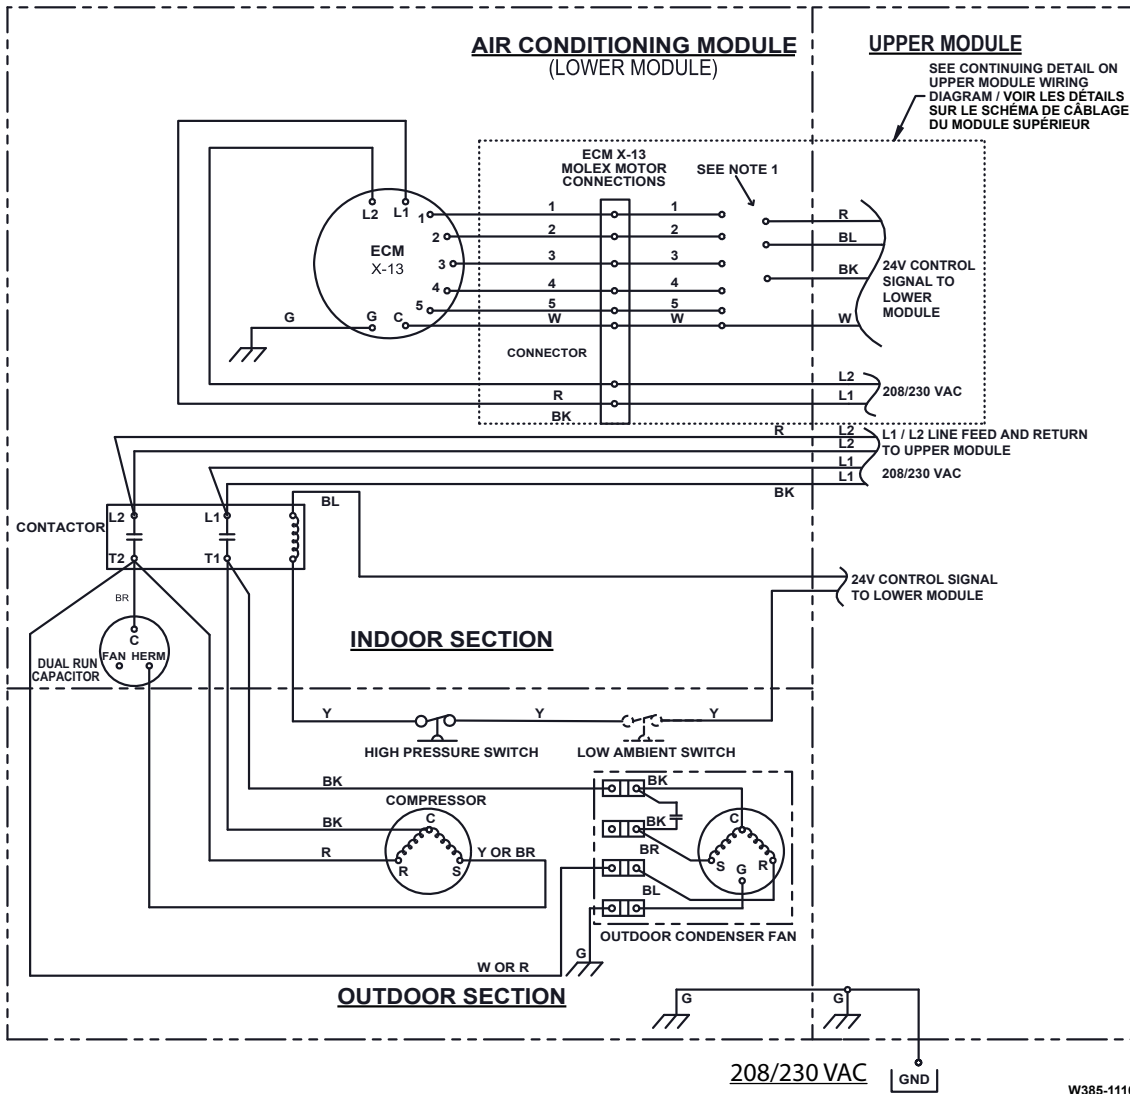 AIR CONDITIONING MODULE
(LOWER MODULE)
UPPER MODULE
SEE CONTINUING DETAIL ON
UPPER MODULE WIRING
DIAGRAM / VOIR LES DÉTAILS
SUR LE SCHÉMA DE CÂBLAGE
DU MODULE SUPÉRIEUR
ECM X-13
MOLEX MOTOR
CONNECTIONS
SEE NOTE 1
L2 L1
ECM
X-13
1
2
3
4
5
G C
G
1 1
2 2
3 3
4 4
5 5
W W
R
BL
BK
W
24V CONTROL
SIGNAL TO
LOWER
MODULE
CONNECTOR
R
BK
L2
L1
208/230 VAC
R
L2
L2
L1
L1
BK
L1 / L2 LINE FEED AND RETURN
TO UPPER MODULE
208/230 VAC
BL
CONTACTOR
L2 L1
T2 T1
24V CONTROL SIGNAL
TO LOWER MODULE
BR
C
FAN HERM
DUAL RUN
CAPACITOR
INDOOR SECTION
Y Y Y
HIGH PRESSURE SWITCH
LOW AMBIENT SWITCH
BK
COMPRESSOR
BK
R
C
R S
Y OR BR
BK
BK
BR
BL
C
S G R
OUTDOOR CONDENSER FAN
G
W OR R
OUTDOOR SECTION
G
G
GND
208/230 VAC